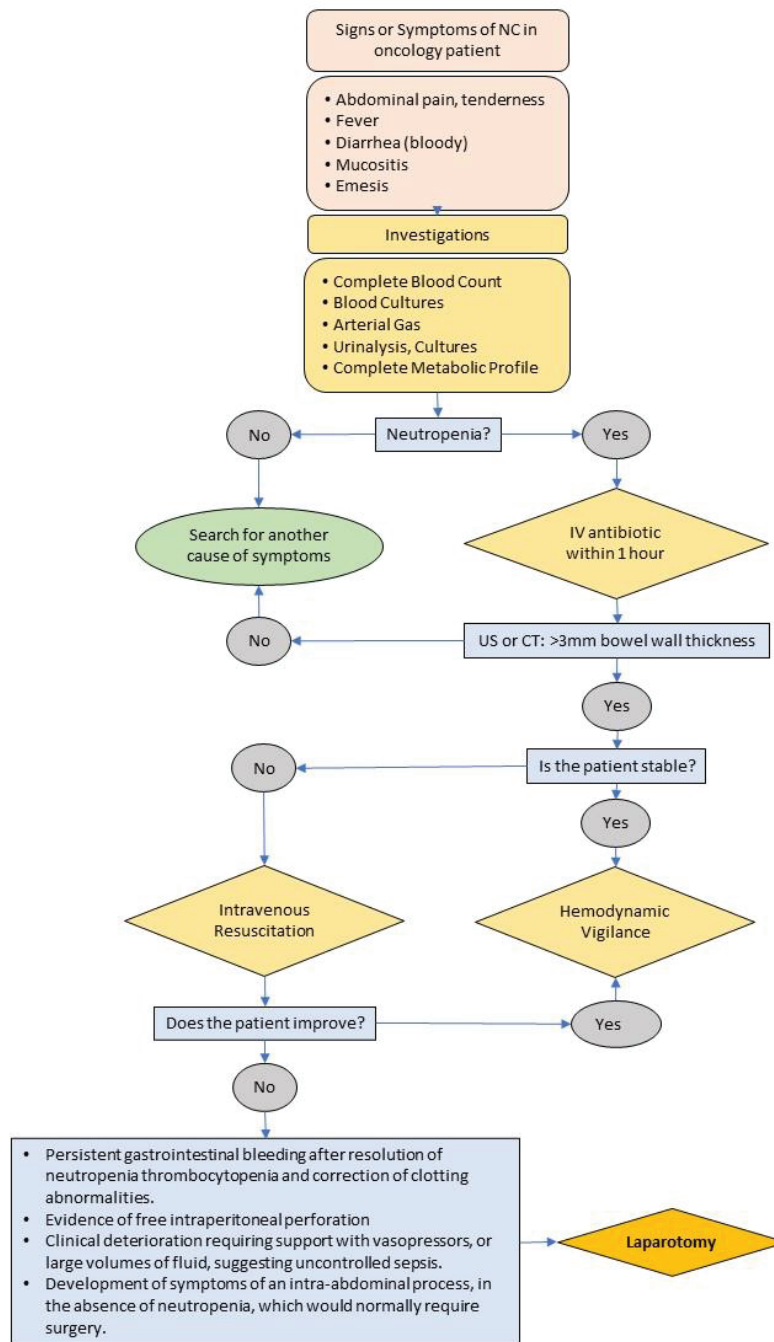 Signs or Symptoms of NC in
oncology patient
• Abdominal pain, tenderness
• Fever
• Diarrhea (bloody)
• Mucositis
• Emesis
Investigations
• Complete Blood Count
• Blood Cultures
• Arterial Gas
• Urinalysis, Cultures
• Complete Metabolic Profile
No
Neutropenia?
Yes
Search for another
cause of symptoms
IV antibiotic
within 1 hour
No
US or CT: >3mm bowel wall thickness
Yes
No
Is the patient stable?
Yes
Intravenous
Resuscitation
Hemodynamic
Vigilance
Does the patient improve?
Yes
No
• Persistent gastrointestinal bleeding after resolution of
neutropenia thrombocytopenia and correction of clotting
abnormalities.
• Evidence of free intraperitoneal perforation
• Clinical deterioration requiring support with vasopressors, or
large volumes of fluid, suggesting uncontrolled sepsis.
• Development of symptoms of an intra-abdominal process, in
the absence of neutropenia, which would normally require
surgery.
Laparotomy